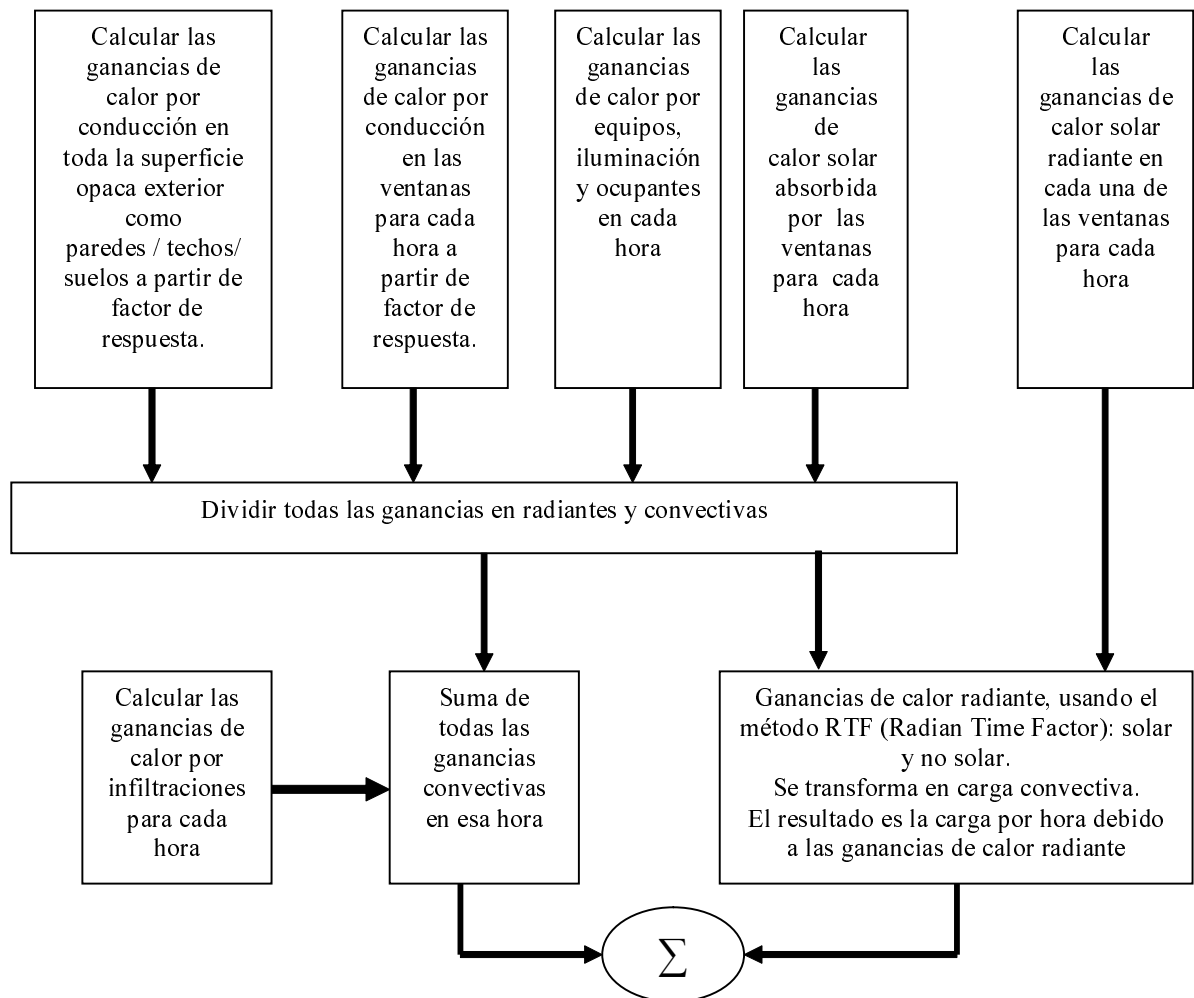 Calcular las
ganancias de
calor por
conducción en
toda la superficie
opaca exterior
como
paredes / techos/
suelos a partir de
factor de
respuesta.
Calcular las
ganancias
de calor por
conducción
en las
ventanas
para cada
hora a
partir de
factor de
respuesta.
Calcular las
ganancias
de calor por
equipos,
iluminación
y ocupantes
en cada
hora
Calcular
las
ganancias
de
calor solar
absorbida
por las
ventanas
para cada
hora
Calcular
las
ganancias de
calor solar
radiante en
cada una de
las ventanas
para cada
hora
Dividir todas las ganancias en radiantes y convectivas
Calcular las
ganancias de
calor por
infiltraciones
para cada
hora
Suma de
todas las
ganancias
convectivas
en esa hora
Ganancias de calor radiante, usando el
método RTF (Radian Time Factor): solar
y no solar.
Se transforma en carga convectiva.
El resultado es la carga por hora debido
a las ganancias de calor radiante
∑